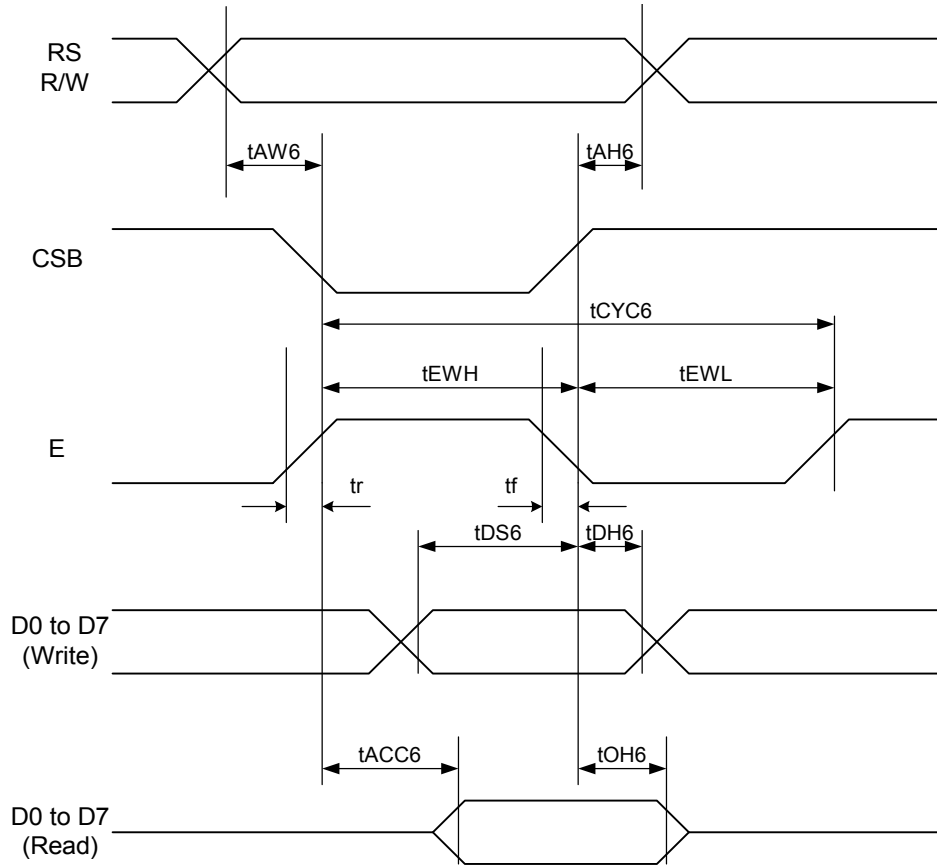 RS
R/W
tAW6
tAH6
CSB
tCYC6
tEWH
tEWL
E
tr
tf
tDS6
tDH6
D0 to D7
(Write)
tACC6
tOH6
D0 to D7
(Read)